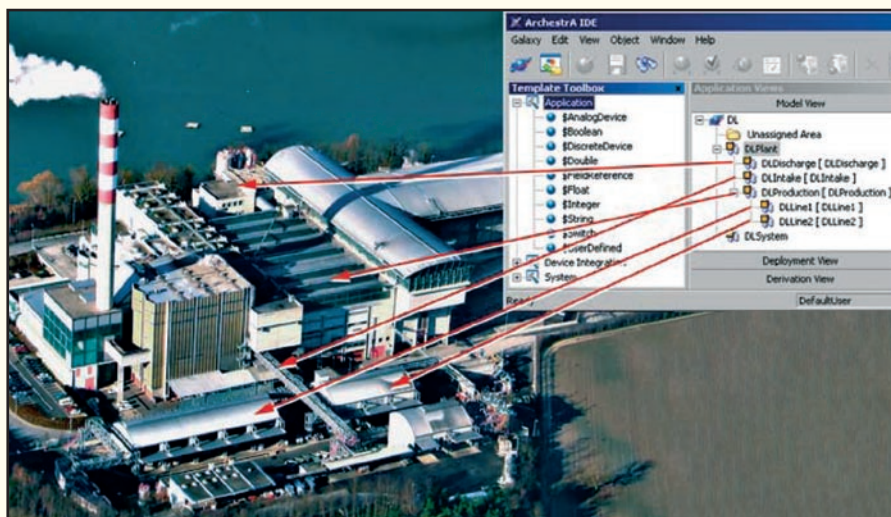 ArchestrA IDE
Galaxy Edit View Object Window Help
Template Toolbox
Application
$AnalogDevice
$Boolean
$DiscreteDevice
$Double
$FieldReference
$Float
$Integer
$String
$Switch
$UserDefined
Device Integration
System
Ready
Application Views
Model View
DL
Unassigned Area
DLPlant
DLDischarge [ DLDischarge ]
DLIntake [ DLIntake ]
DLProduction [ DLProduction ]
DLLine1 [ DLLine1 ]
DLLine2 [ DLLine2 ]
DLSystem
Deployment View
Derivation View
DefaultUser